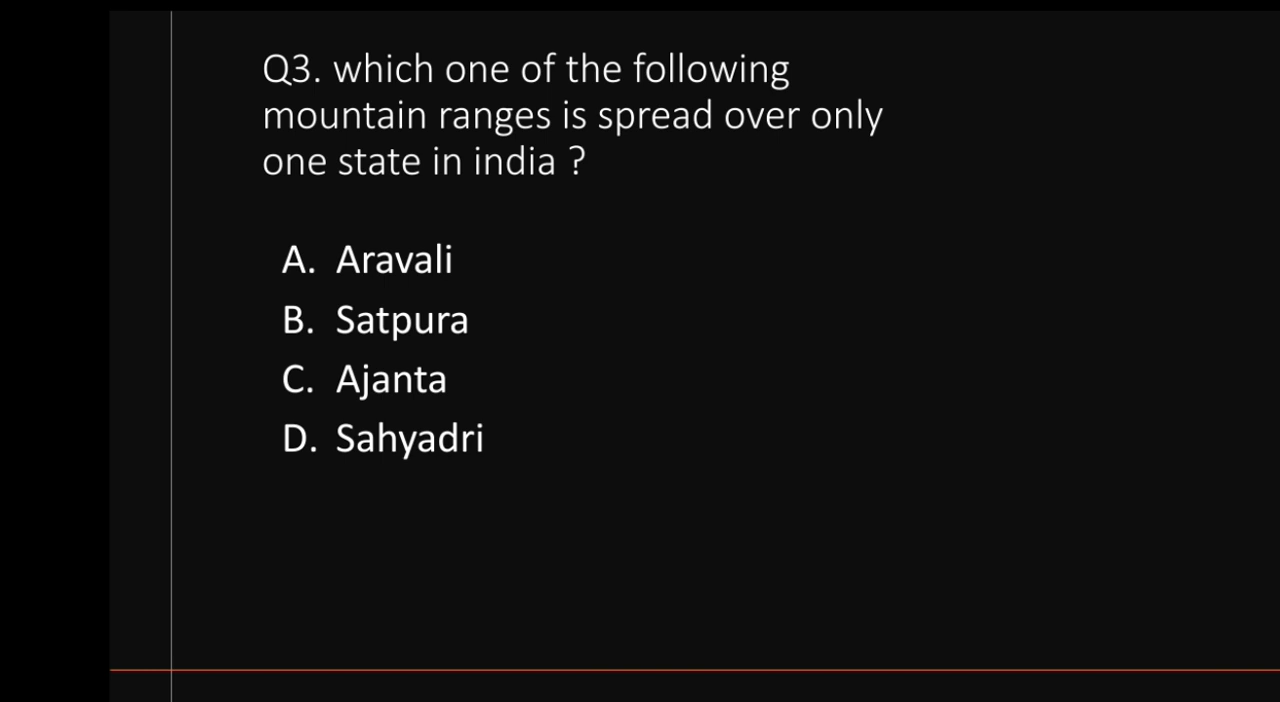 Q3. which one of the following
mountain ranges is spread over only
one state in india ?
A. Aravali
B. Satpura
C. Ajanta
D. Sahyadri